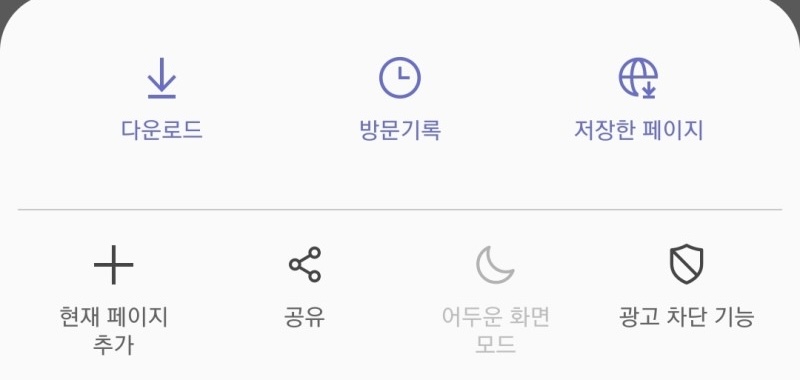 다운로드
방문기록
저장한 페이지
현재 페이지
추가
공유
어두운 화면
모드
광고 차단 기능